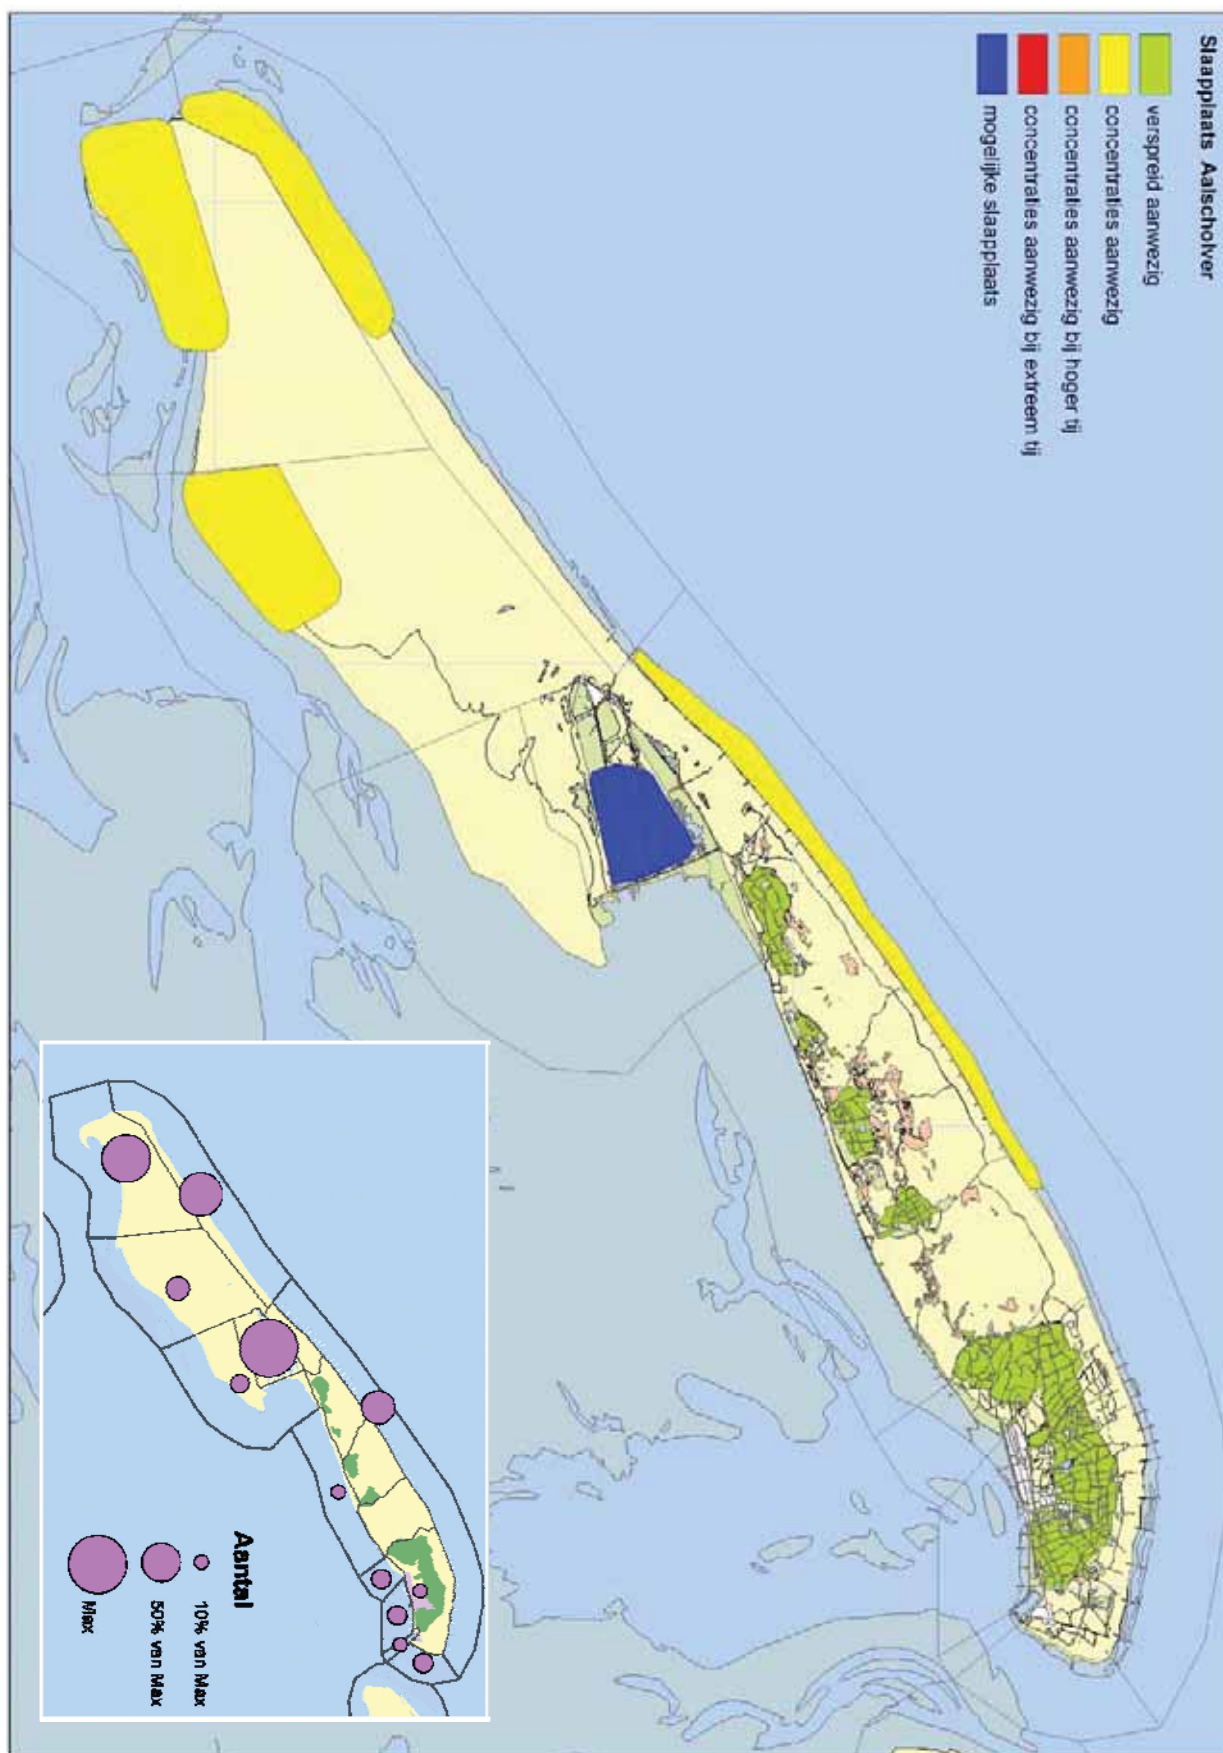 Slaapplaats Aalscholver
verspreid aanwezig
concentraties aanwezig
concentraties aanwezig bij hoger tij
concentraties aanwezig bij extreem tij
mogelijke slaapplaats
Aantal
10% van Max
50% van Max
Max